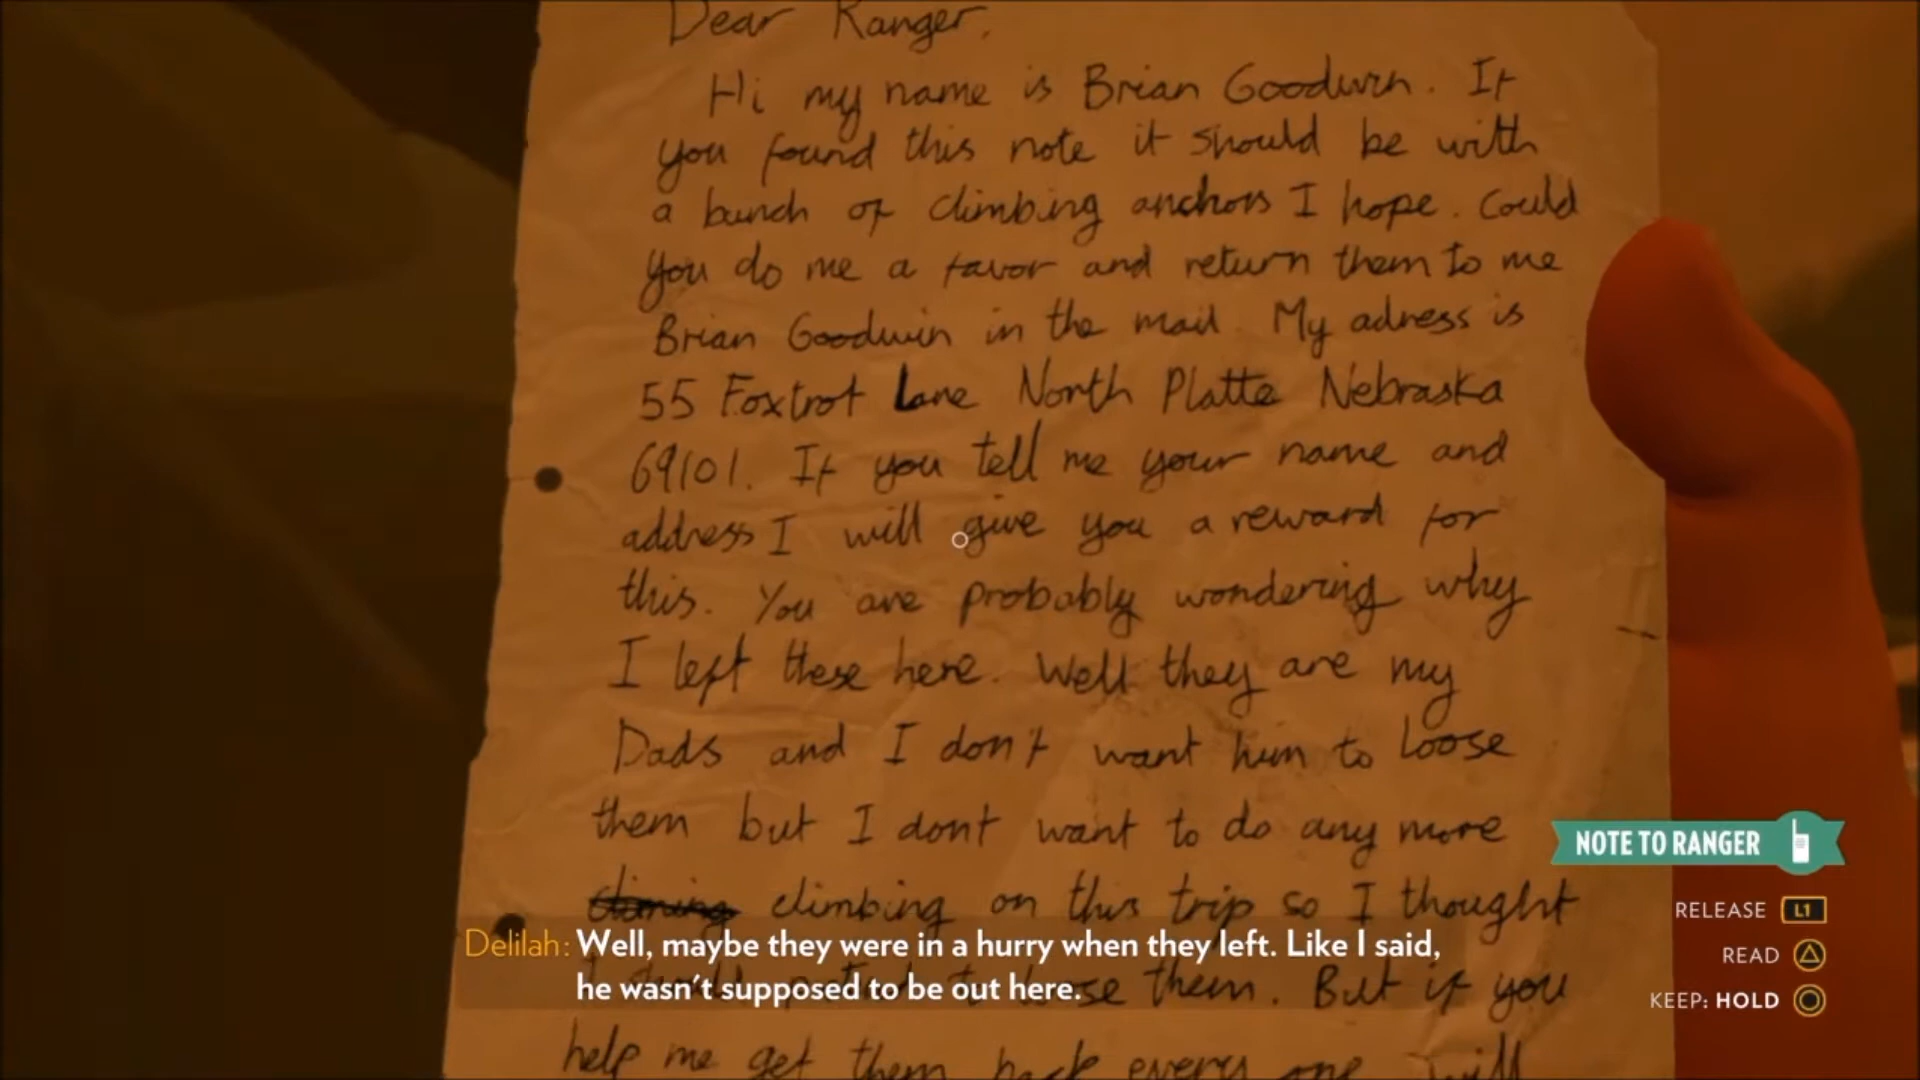 Dear Ranger,
Hi my name is Brian Goodwin. If
you found this note it should be with
a bunch of climbing anchors I hope. Could
you do me a favor and return them to me
Brian Goodwin in the mail. My adress is
55 Foxtrot Lane North Platte Nebraska
69101. If you tell me your name and
address I will give you a reward for
this. You are probably wondering why
I left these here. Well they are my
Dads and I don't want him to loose
them but I dont want to do any more
climing climbing on this trip so I thought
them. But if you
help me get them back every one will
Delilah: Well, maybe they were in a hurry when they left. Like I said,
he wasn't supposed to be out here.
NOTE TO RANGER
RELEASE L1
READ
KEEP: HOLD